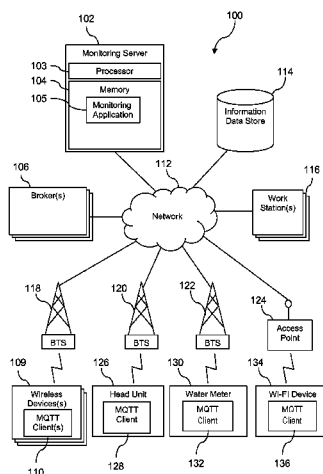 100
102
Monitoring Server
103
Processor
104
Memory
105
Monitoring
Application
114
Information
Data Store
106
Broker(s)
112
Network
116
Work
Station(s)
118
BTS
120
BTS
122
BTS
124
Access
Point
109
Wireless
Devices(s)
MQTT
Client(s)
110
126
Head Unit
MQTT
Client
128
130
Water Meter
MQTT
Client
132
134
Wi-Fi Device
MQTT
Client
136